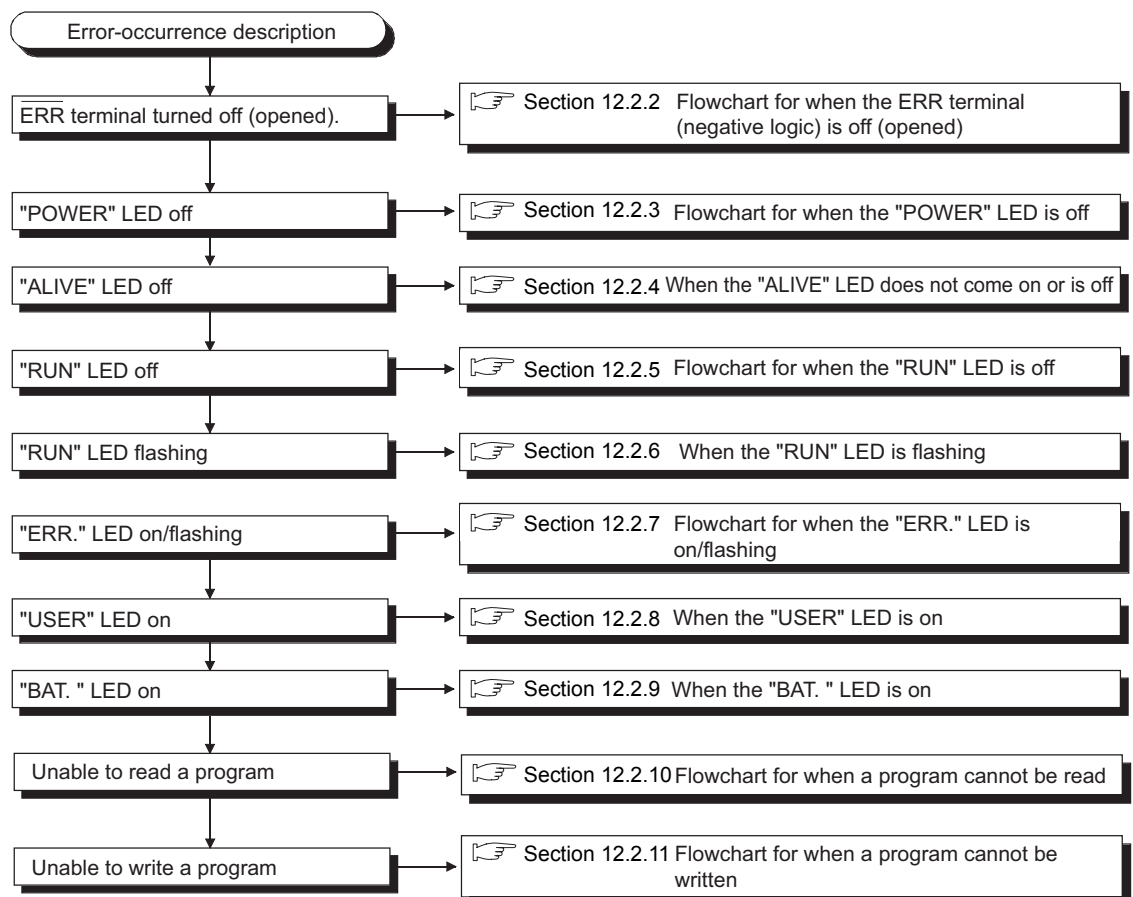 Error-occurrence description
ERR terminal turned off (opened).
Section 12.2.2 Flowchart for when the ERR terminal
(negative logic) is off (opened)
"POWER" LED off
Section 12.2.3 Flowchart for when the "POWER" LED is off
"ALIVE" LED off
Section 12.2.4 When the "ALIVE" LED does not come on or is off
"RUN" LED off
Section 12.2.5 Flowchart for when the "RUN" LED is off
"RUN" LED flashing
Section 12.2.6 When the "RUN" LED is flashing
"ERR." LED on/flashing
Section 12.2.7 Flowchart for when the "ERR." LED is
on/flashing
"USER" LED on
Section 12.2.8 When the "USER" LED is on
"BAT. " LED on
Section 12.2.9 When the "BAT. " LED is on
Unable to read a program
Section 12.2.10 Flowchart for when a program cannot be read
Unable to write a program
Section 12.2.11 Flowchart for when a program cannot be
written